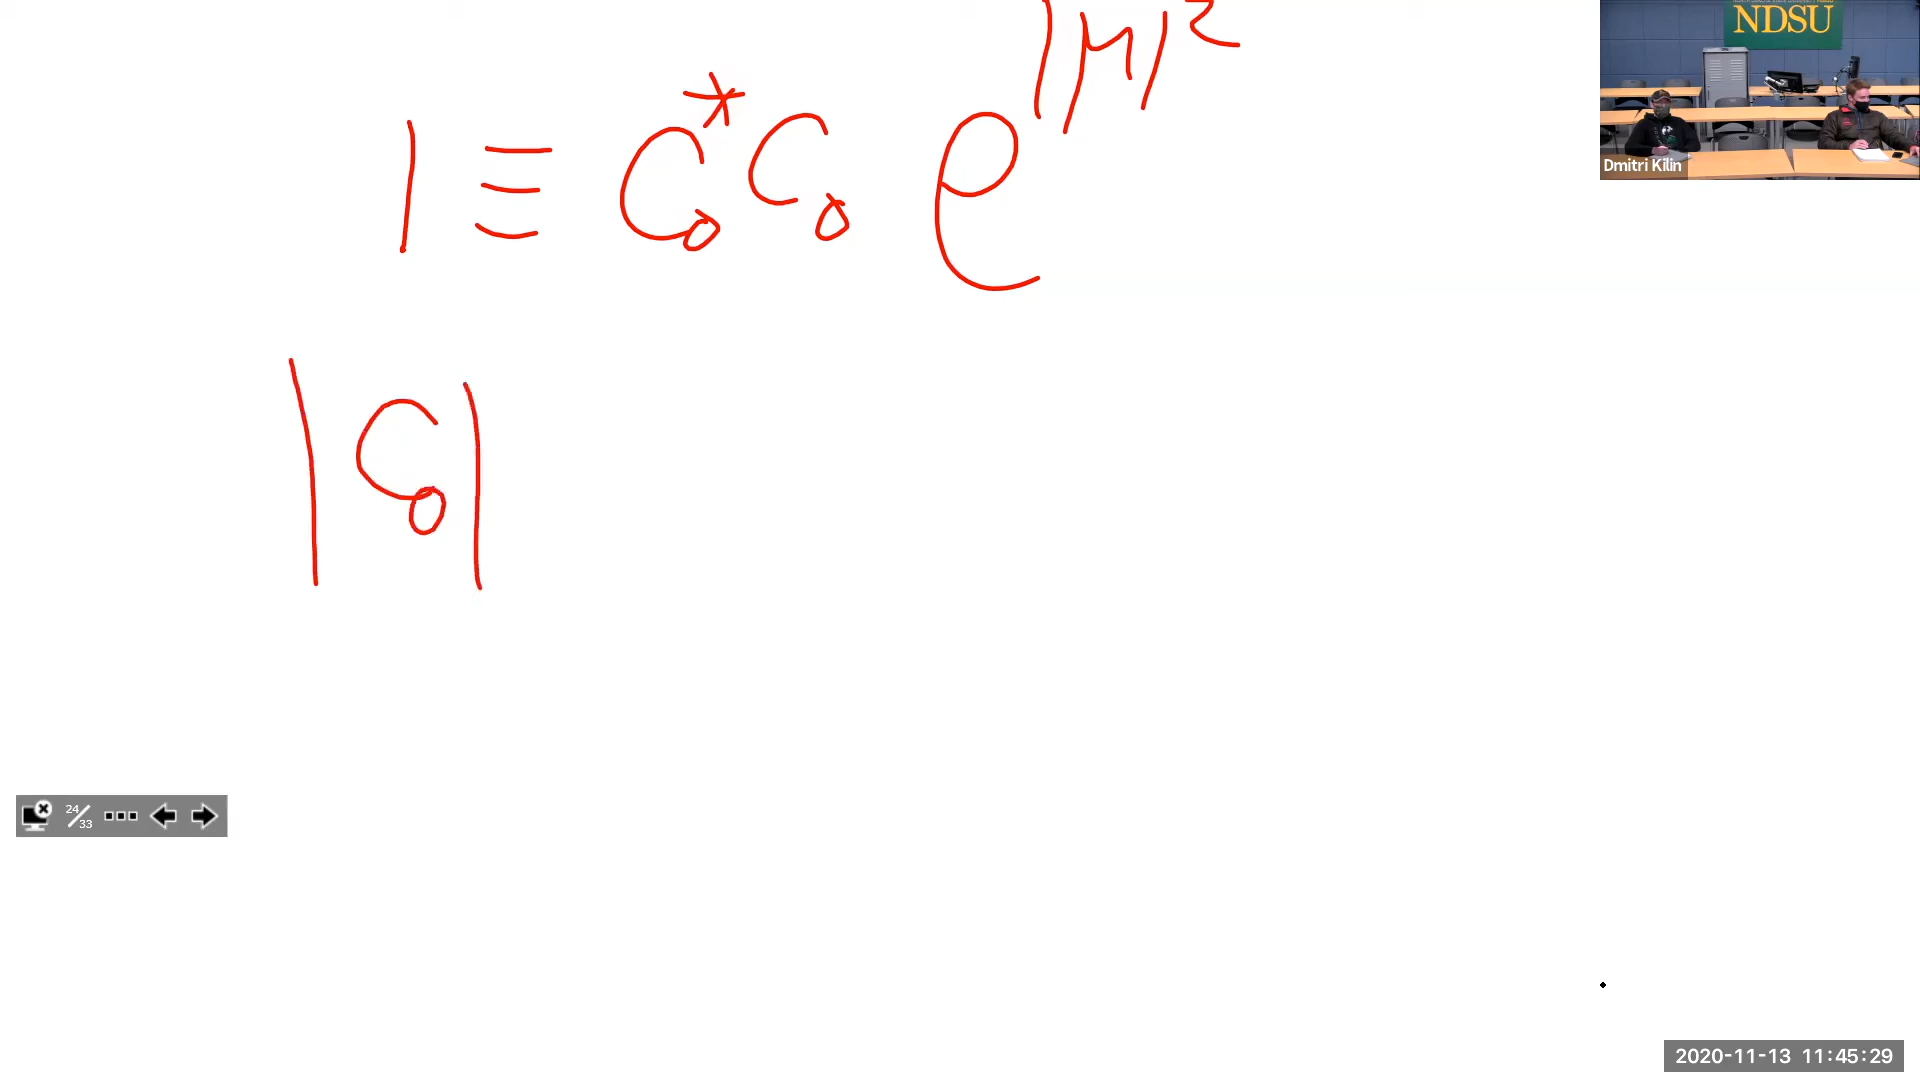 NDSU
Dmitri Kilin
1 ≡ C₀* C₀ e^{||μ|²
|C₀|
24/33
2020-11-13 11:45:29